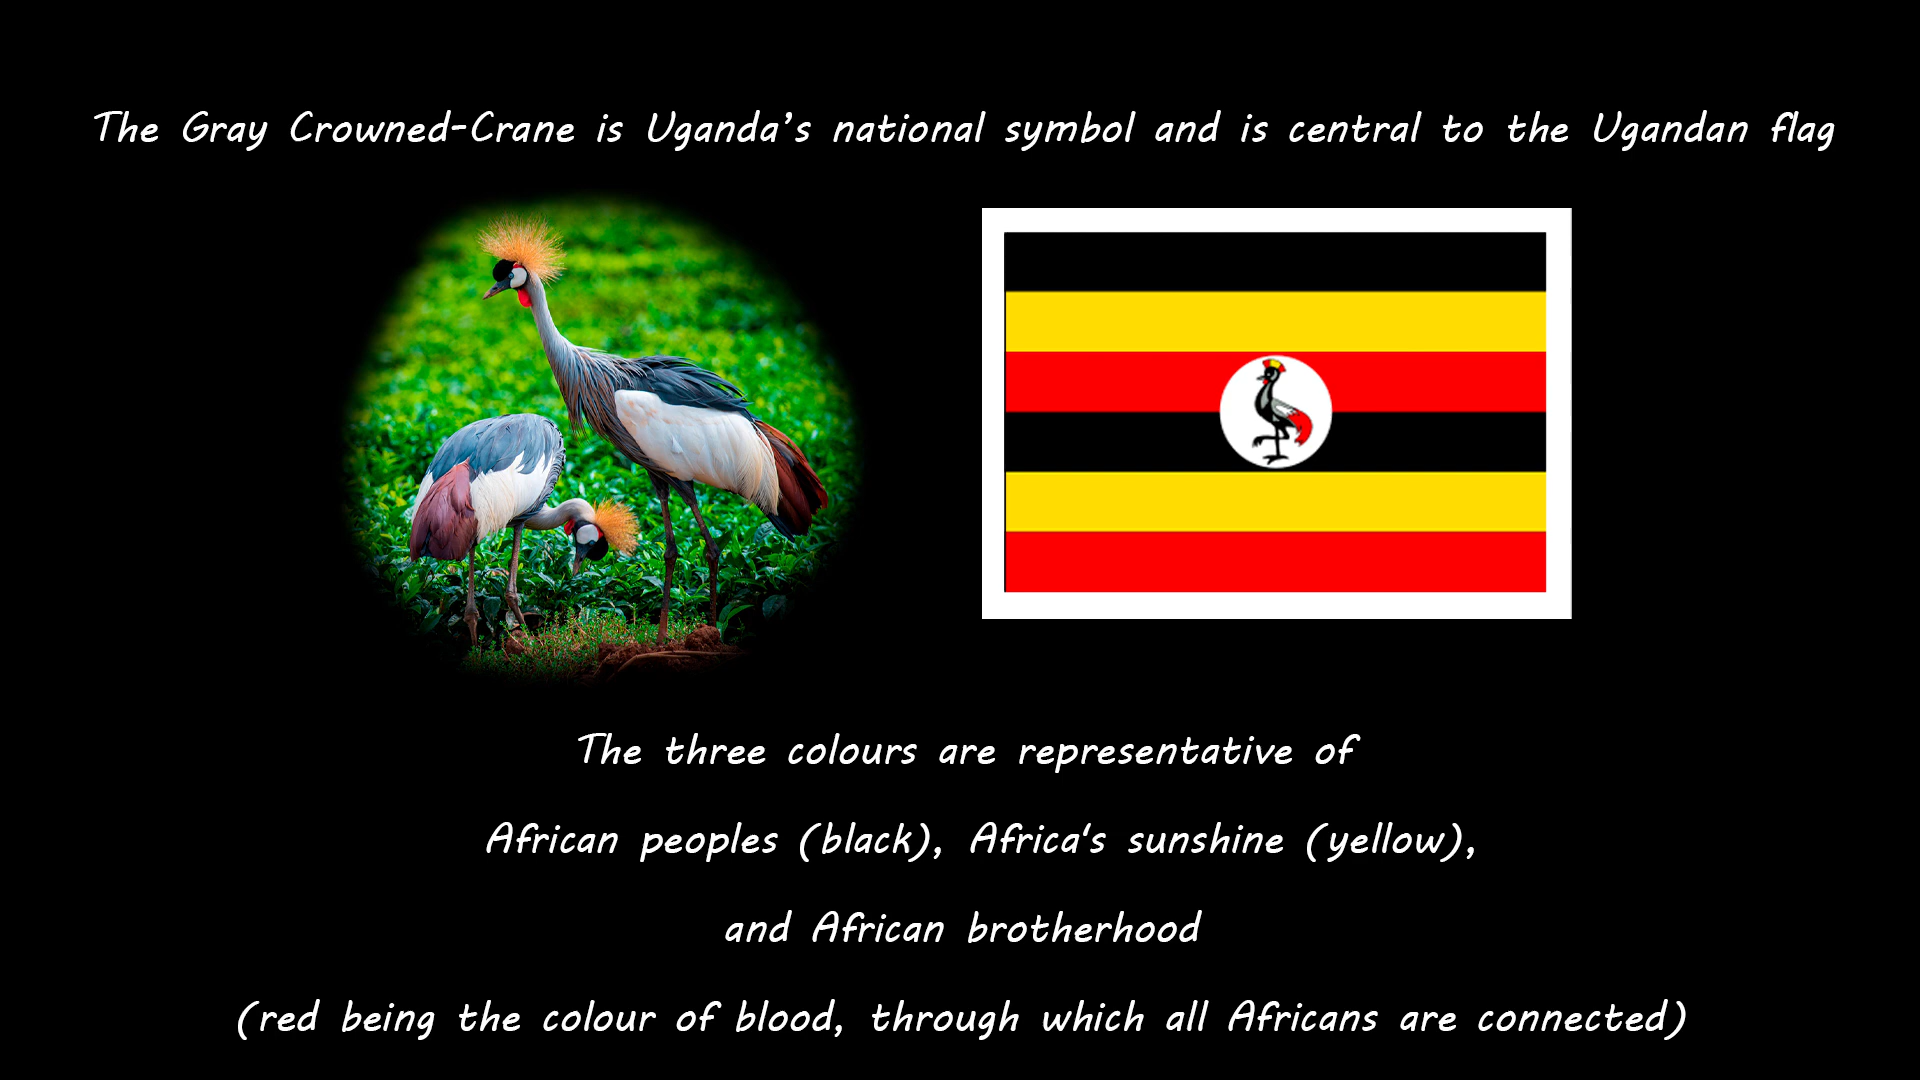 The Gray Crowned-Crane is Uganda’s national symbol and is central to the Ugandan flag
The three colours are representative of
African peoples (black), Africa‘s sunshine (yellow),
and African brotherhood
(red being the colour of blood, through which all Africans are connected)